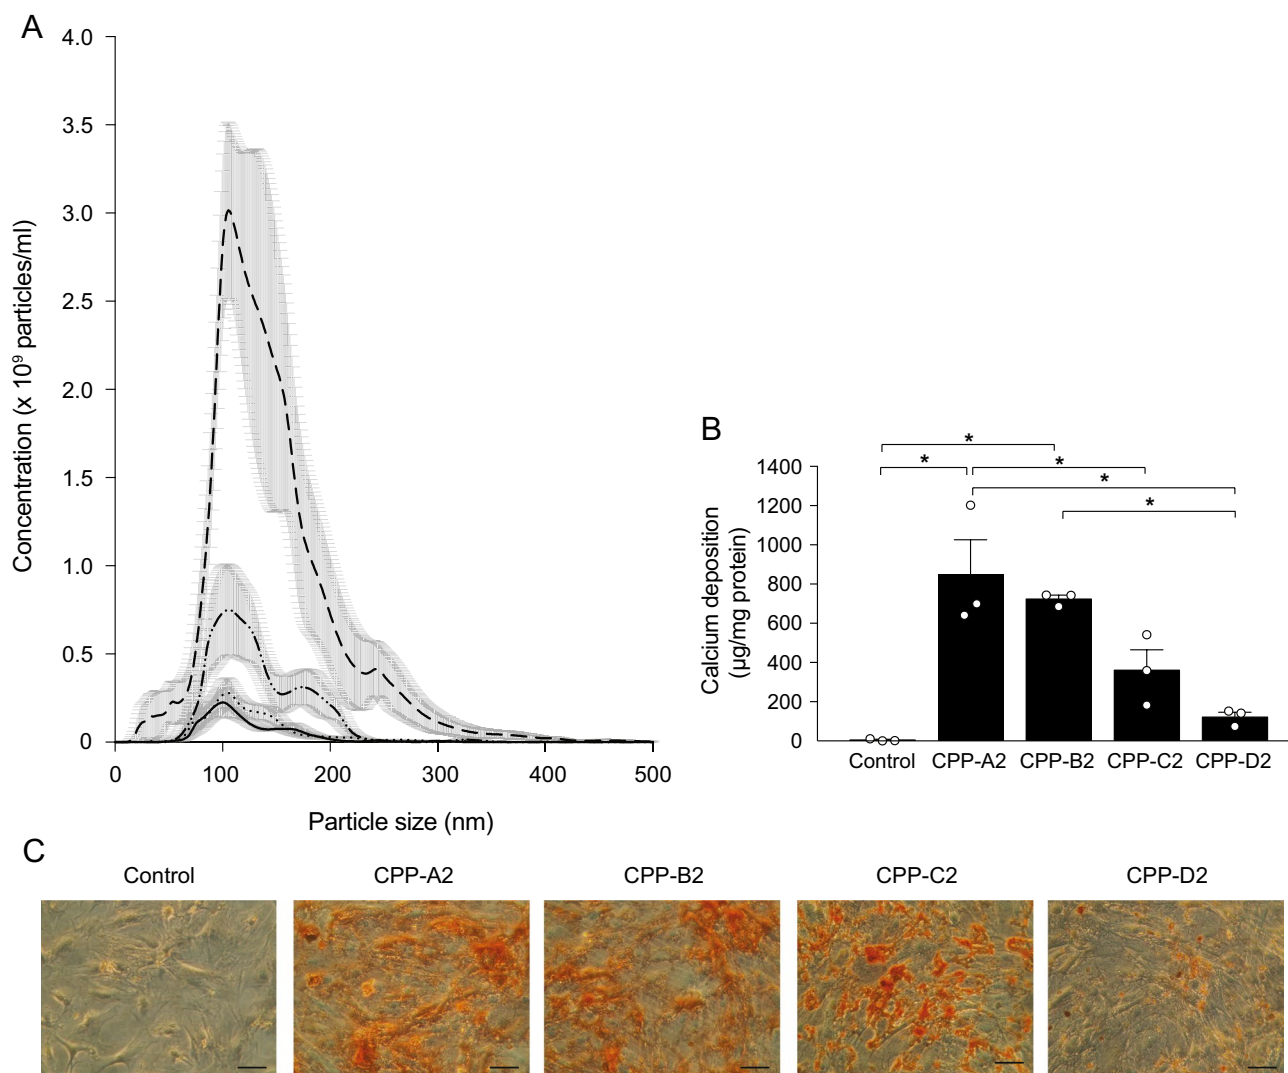 A
4.0
3.5
3.0
2.5
2.0
1.5
1.0
0.5
0
Concentration (x 10⁹ particles/ml)
0 100 200 300 400 500
Particle size (nm)
B
* * * * *
1400
1200
1000
800
600
400
200
0
Calcium deposition
(µg/mg protein)
Control CPP-A2 CPP-B2 CPP-C2 CPP-D2
C
Control CPP-A2 CPP-B2 CPP-C2 CPP-D2